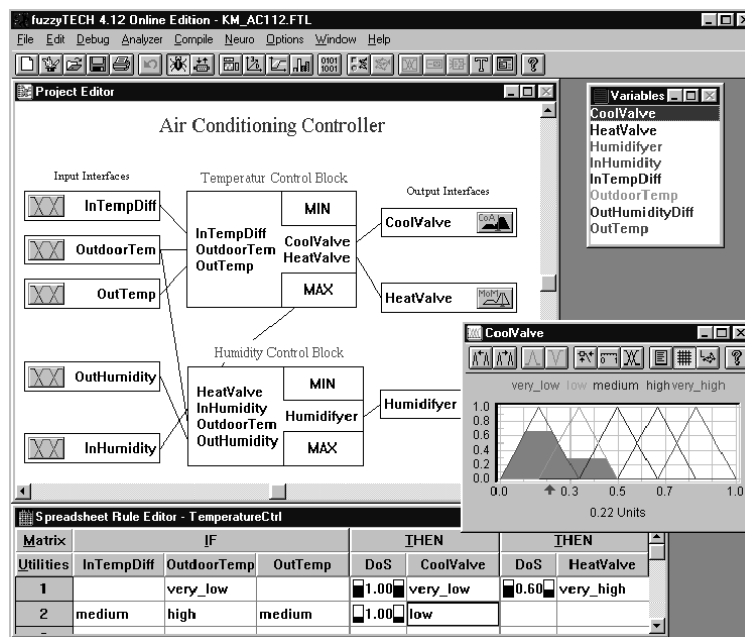 fuzzyTECH 4.12 Online Edition - KM_AC112.FTL
File Edit Debug Analyzer Compile Neuro Options Window Help
Project Editor
Air Conditioning Controller
Input Interfaces
Temperatur Control Block
Output Interfaces
InTempDiff
OutdoorTem
OutTemp
OutHumidity
InHumidity
InTempDiff
OutdoorTem
OutTemp
MIN
CoolValve
HeatValve
MAX
CoolValve
CoA
HeatValve
MoM
Humidity Control Block
HeatValve
InHumidity
OutdoorTem
OutHumidity
MIN
Humidifyer
MAX
Humidifyer
Variables
CoolValve
HeatValve
Humidifyer
InHumidity
InTempDiff
OutdoorTemp
OutHumidityDiff
OutTemp
CoolValve
very_low low medium high very_high
1.0
0.8
0.6
0.4
0.2
0.0
0.0 0.3 0.5 0.7 1.0
0.22 Units
Spreadsheet Rule Editor - TemperatureCtrl
Matrix IF THEN THEN
Utilities InTempDiff OutdoorTemp OutTemp DoS CoolValve DoS HeatValve
1 very_low 1.00 very_low 0.60 very_high
2 medium high medium 1.00 low